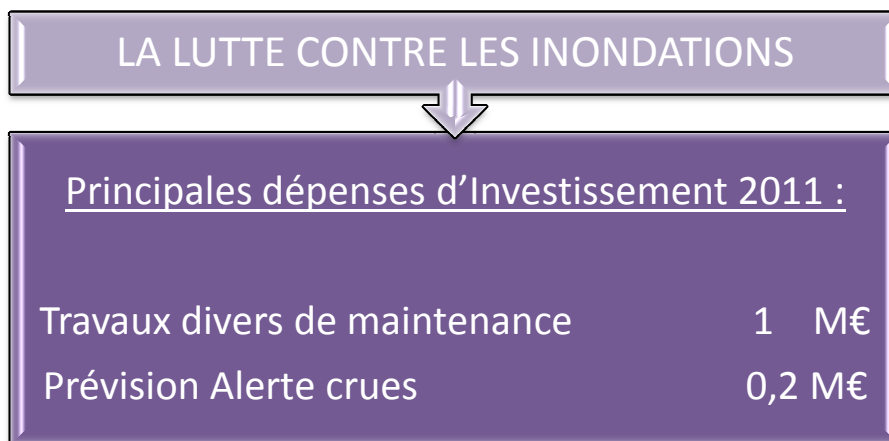 LA LUTTE CONTRE LES INONDATIONS
Principales dépenses d’Investissement 2011 :
Travaux divers de maintenance 1 M€
Prévision Alerte crues 0,2 M€